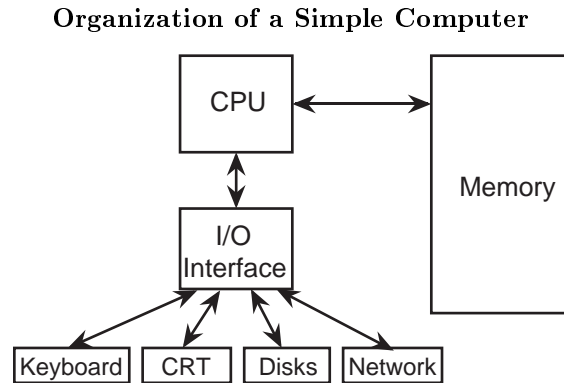 Organization of a Simple Computer
CPU
Memory
I/O
Interface
Keyboard
CRT
Disks
Network